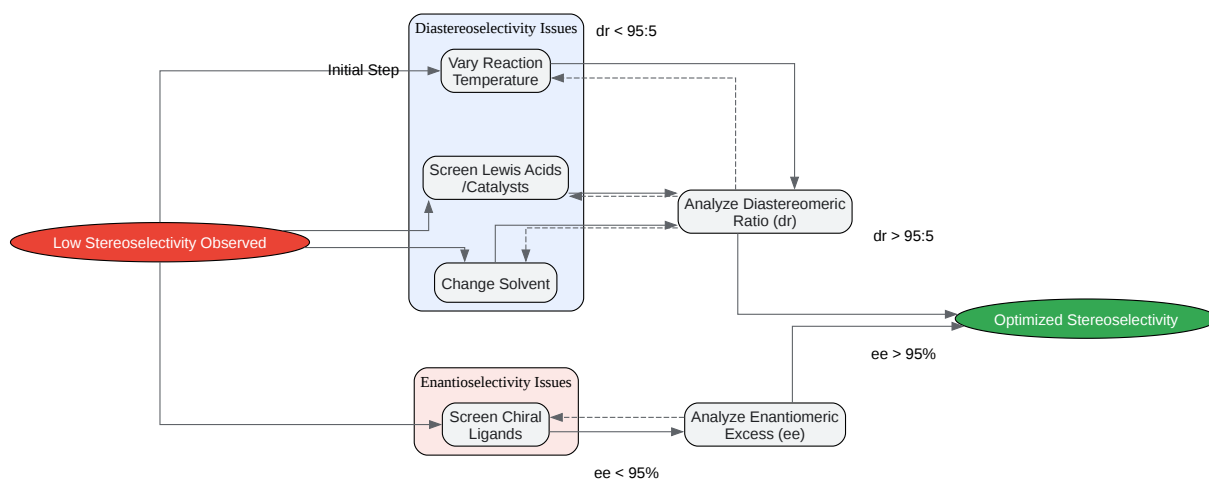 Diastereoselectivity Issues
dr < 95:5
Vary Reaction
Temperature
Initial Step
Screen Lewis Acids
/Catalysts
Analyze Diastereomeric
Ratio (dr)
Low Stereoselectivity Observed
dr > 95:5
Change Solvent
Optimized Stereoselectivity
ee > 95%
Enantioselectivity Issues
Screen Chiral
Ligands
Analyze Enantiomeric
Excess (ee)
ee < 95%